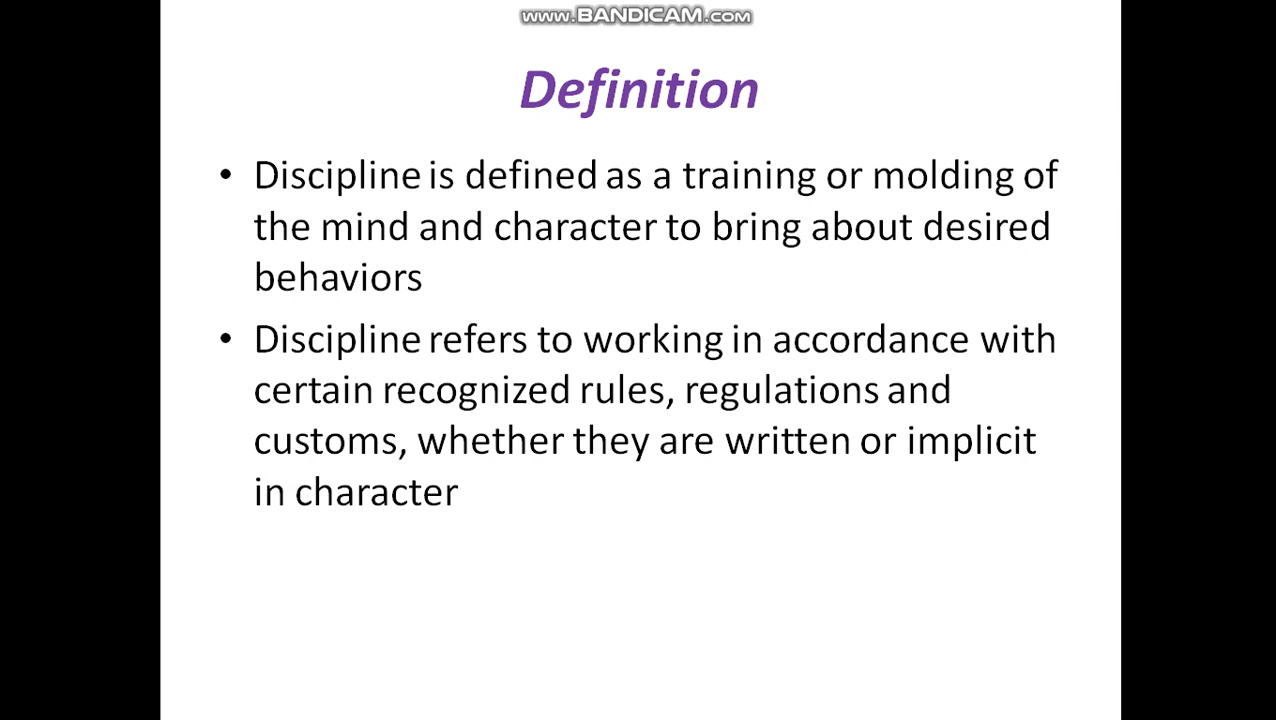 www.BANDICAM.com
Definition
• Discipline is defined as a training or molding of
the mind and character to bring about desired
behaviors
• Discipline refers to working in accordance with
certain recognized rules, regulations and
customs, whether they are written or implicit
in character